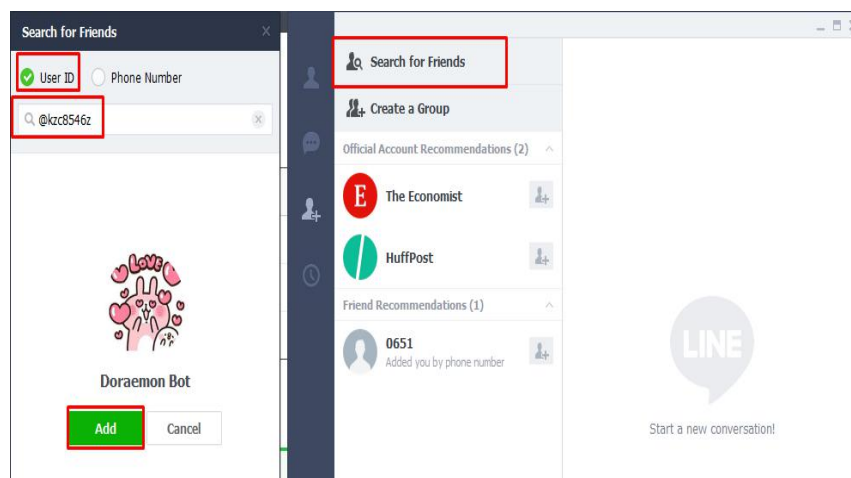 Search for Friends
User ID
Phone Number
@kzc8546z
LOVE
Doraemon Bot
Add
Cancel
Search for Friends
Create a Group
Official Account Recommendations (2)
E
The Economist
HuffPost
Friend Recommendations (1)
0651
Added you by phone number
LINE
Start a new conversation!